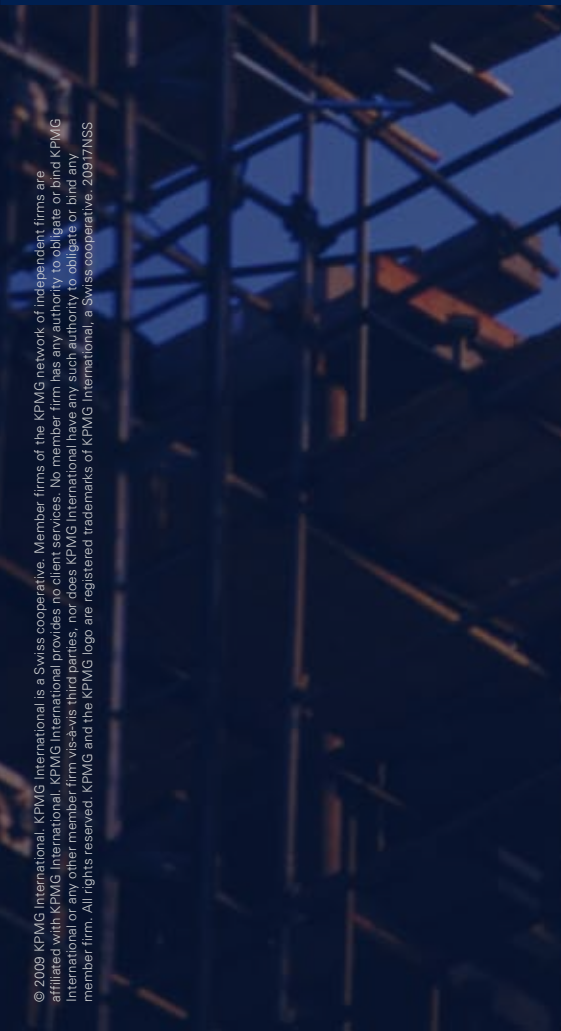 © 2009 KPMG International. KPMG International is a Swiss cooperative. Member firms of the KPMG network of independent firms are
affiliated with KPMG International. KPMG International provides no client services. No member firm has any authority to obligate or bind KPMG
International or any other member firm vis-à-vis third parties, nor does KPMG International have any such authority to obligate or bind any
member firm. All rights reserved. KPMG and the KPMG logo are registered trademarks of KPMG International, a Swiss cooperative. 20917NSS